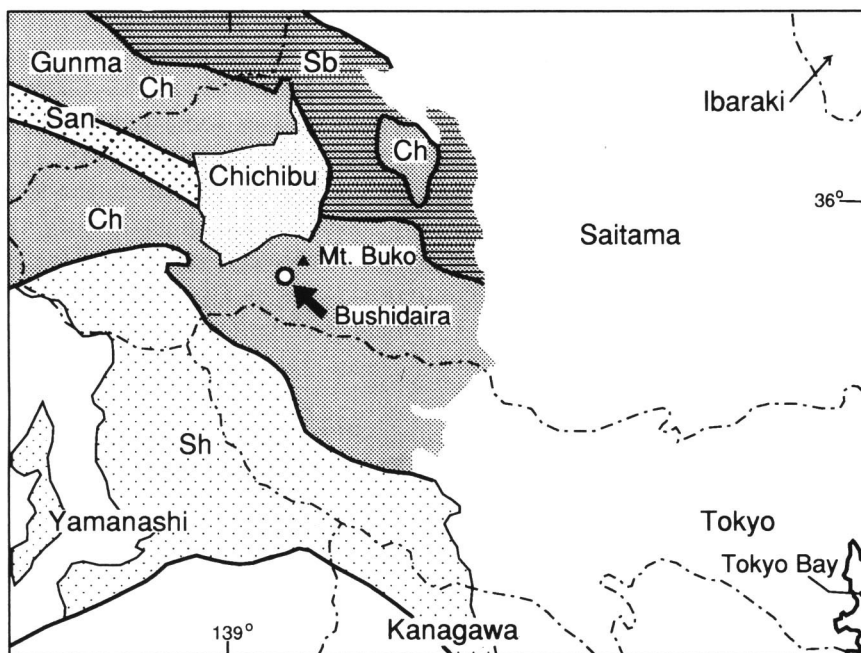 Gunma
Ch
Sb
Ibaraki
San
Ch
Chichibu
36°
Ch
Saitama
Mt. Buko
Bushidaira
Sh
Yamanashi
Tokyo
Tokyo Bay
139°
Kanagawa